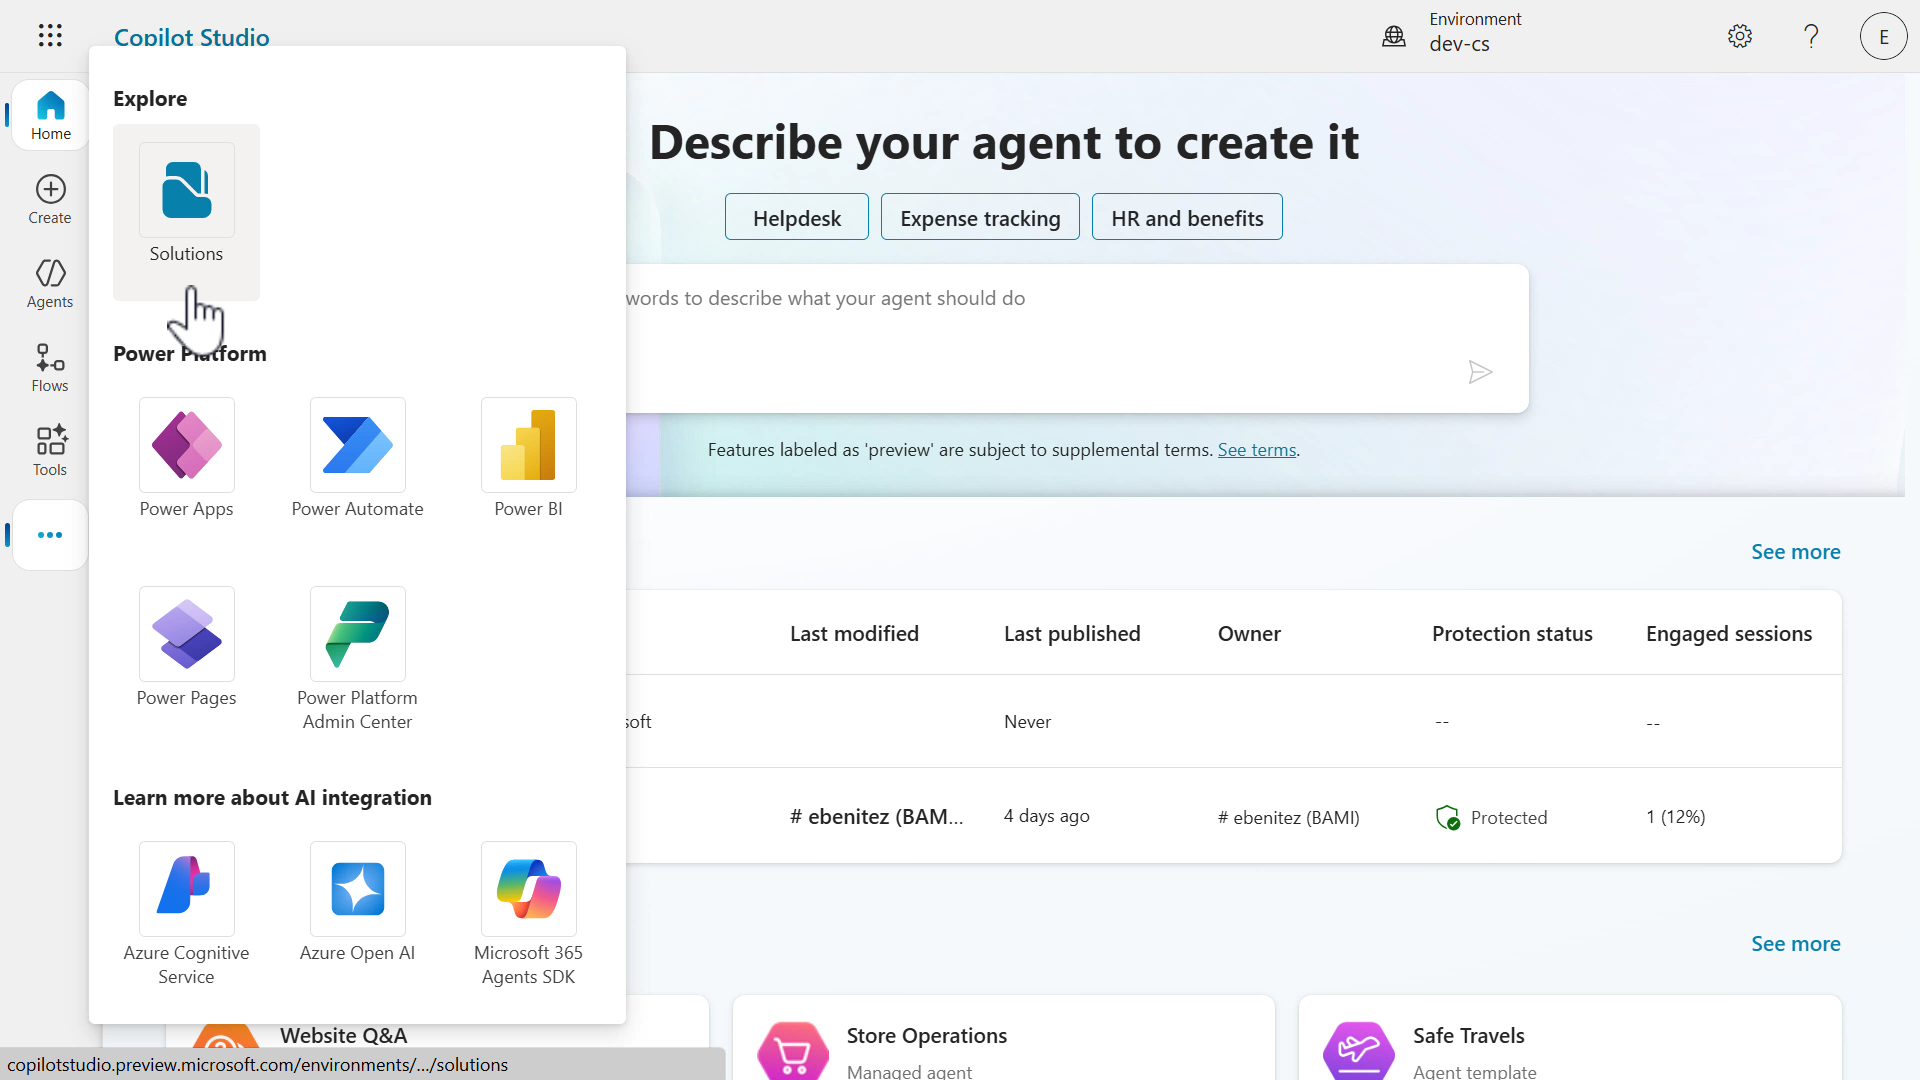 Copilot Studio
Environment
dev-cs
E
Home
Create
Agents
Flows
Tools
Explore
Solutions
Power Platform
Power Apps
Power Automate
Power BI
Power Pages
Power Platform
Admin Center
Learn more about AI integration
Azure Cognitive
Service
Azure Open AI
Microsoft 365
Agents SDK
Describe your agent to create it
Helpdesk
Expense tracking
HR and benefits
words to describe what your agent should do
Features labeled as 'preview' are subject to supplemental terms. See terms.
See more
Last modified
Last published
Owner
Protection status
Engaged sessions
soft
Never
--
--
# ebenitez (BAM...
4 days ago
# ebenitez (BAMI)
Protected
1 (12%)
See more
Website Q&A
Store Operations
Managed agent
Safe Travels
Agent template
copilotstudio.preview.microsoft.com/environments/.../solutions